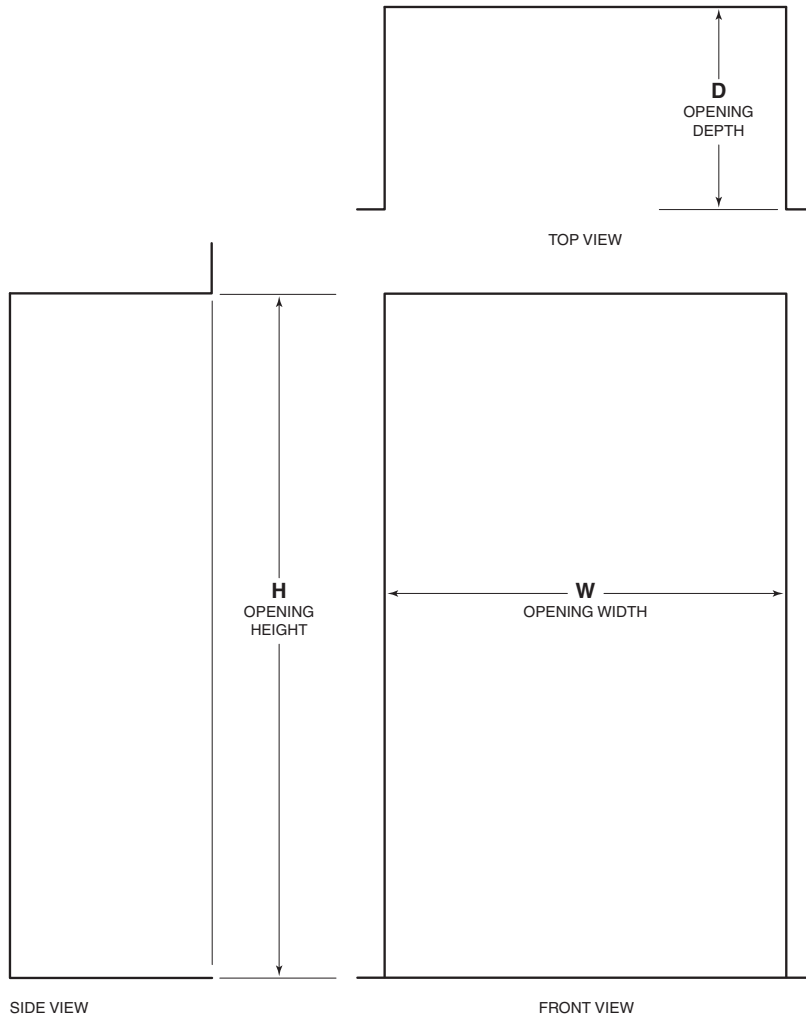 D
OPENING
DEPTH
TOP VIEW
H
OPENING
HEIGHT
W
OPENING WIDTH
SIDE VIEW
FRONT VIEW